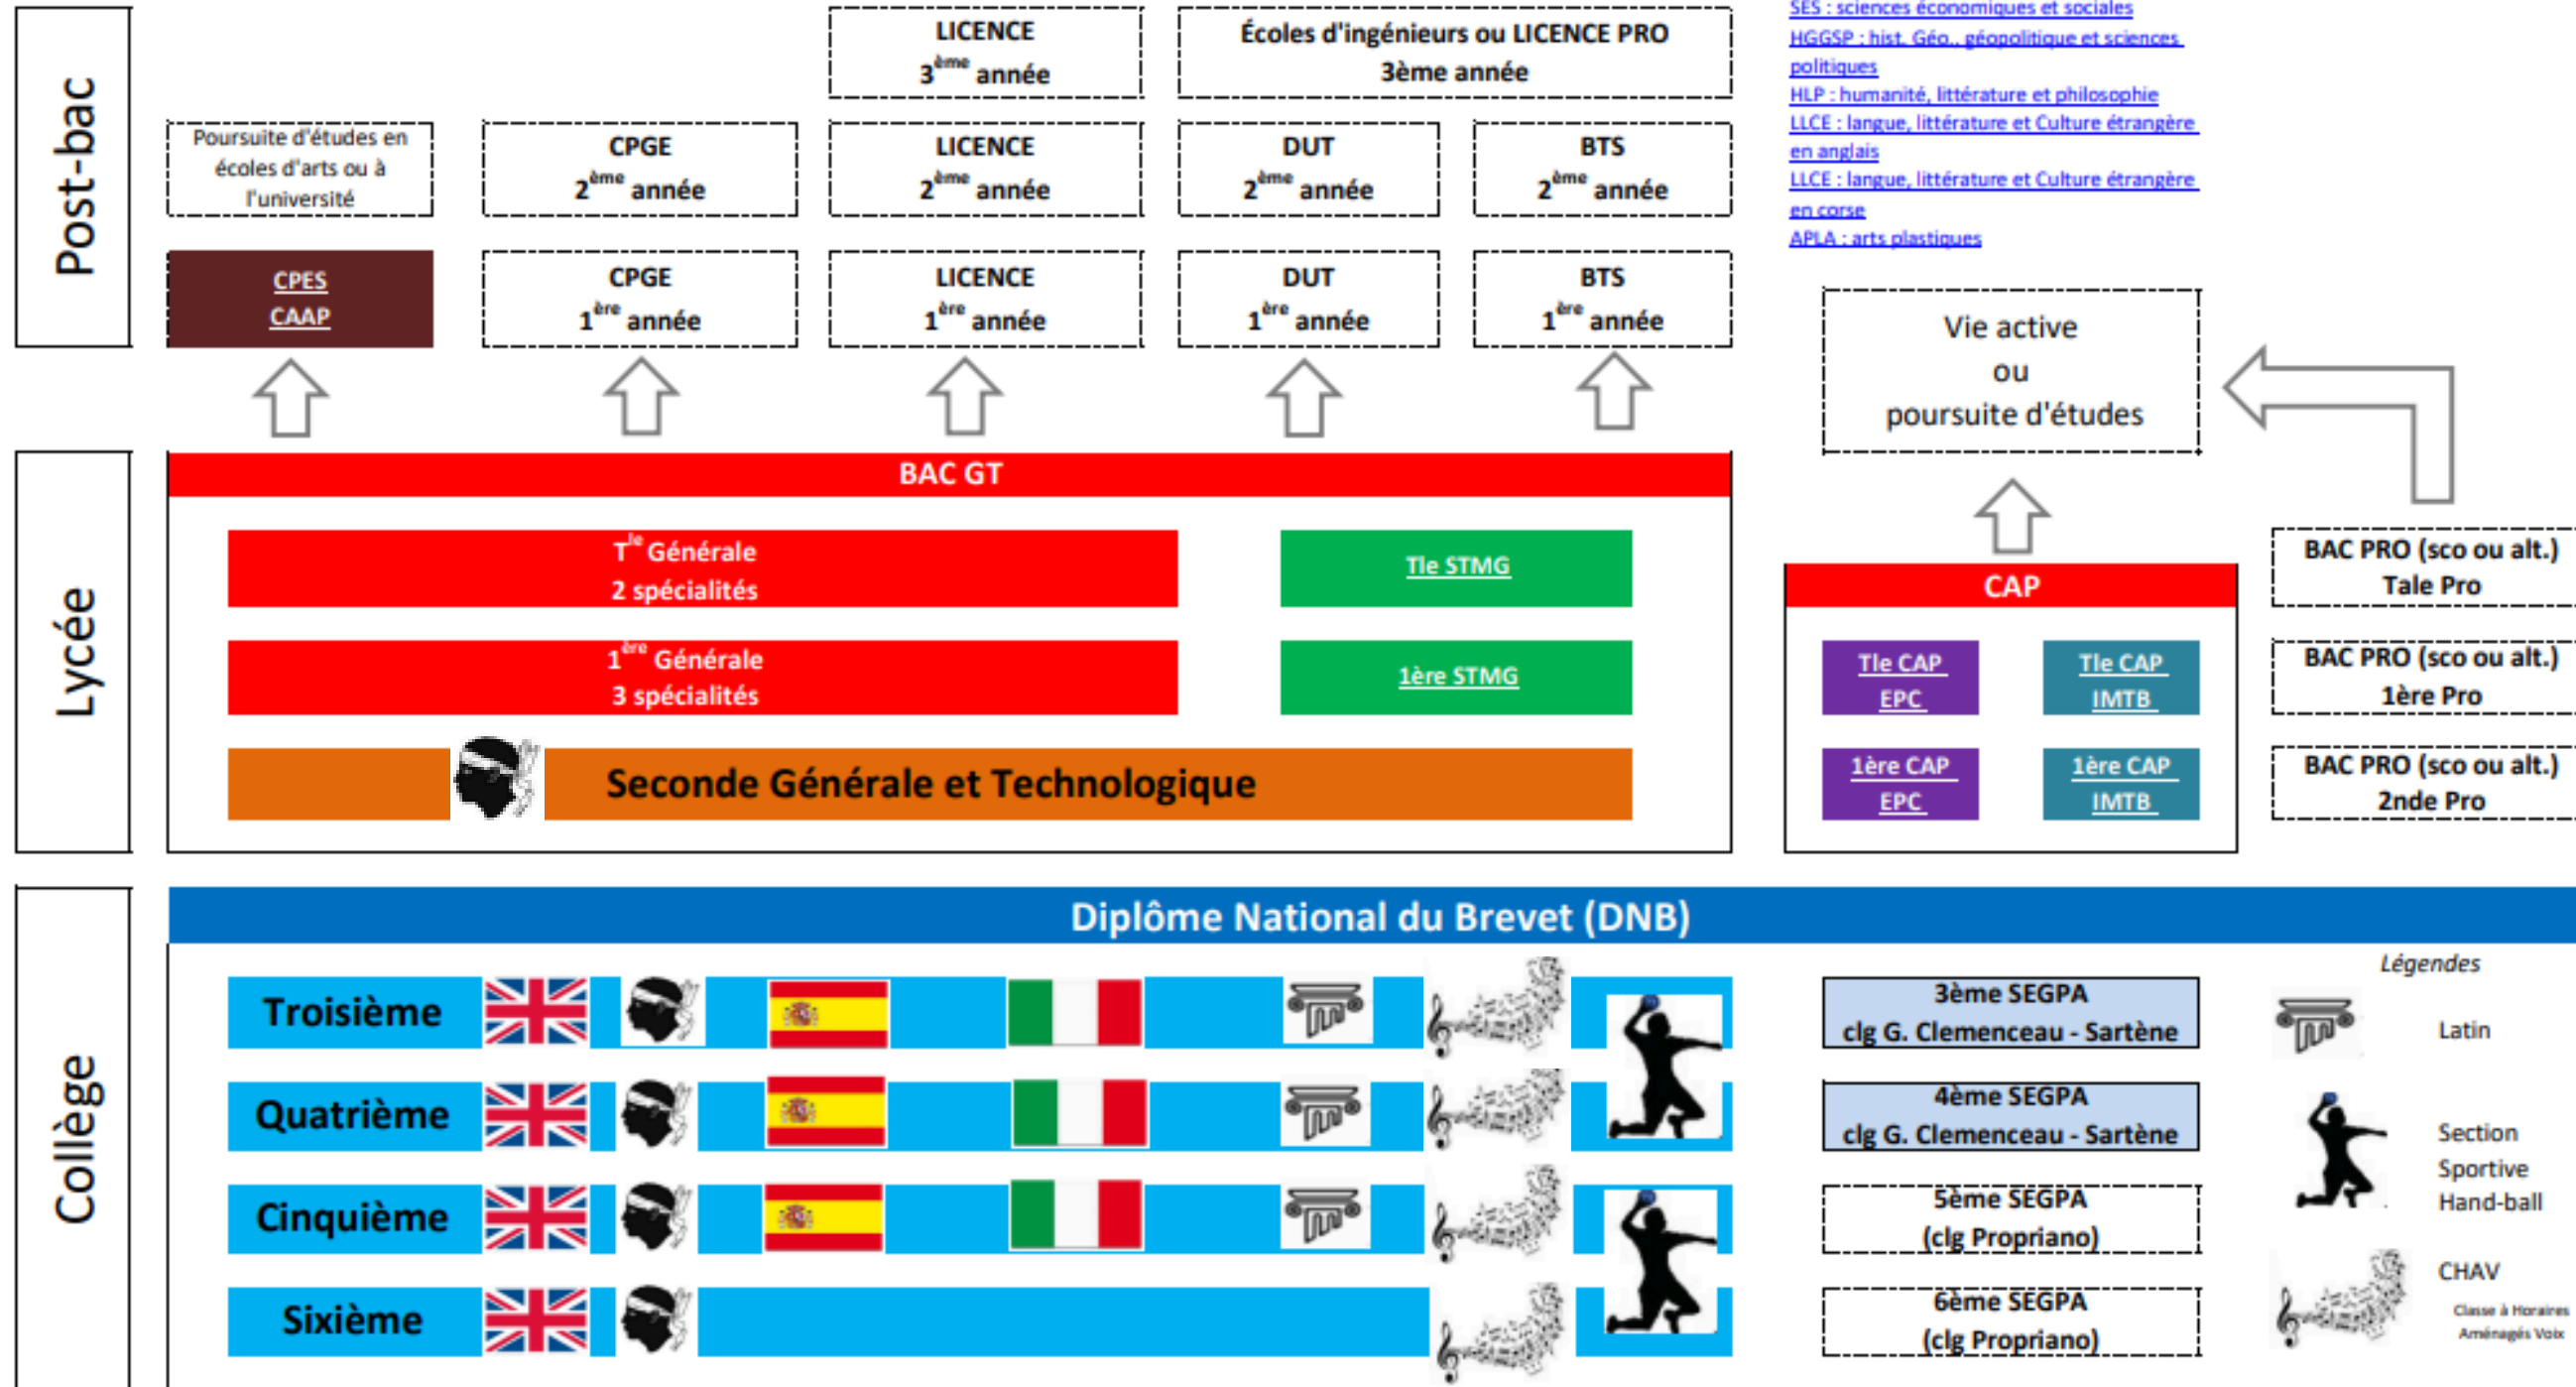 Post-bac
LICENCE
3ème année
Écoles d'ingénieurs ou LICENCE PRO
3ème année
Poursuite d'études en
écoles d'arts ou à
l'université
CPGE
2ème année
LICENCE
2ème année
DUT
2ème année
BTS
2ème année
CPES
CAAP
CPGE
1ère année
LICENCE
1ère année
DUT
1ère année
BTS
1ère année
SES : sciences économiques et sociales
HGGSP : hist. Géo., géopolitique et sciences
politiques
HLP : humanité, littérature et philosophie
LLCE : langue, littérature et Culture étrangère
en anglais
LLCE : langue, littérature et Culture étrangère
en corse
APLA : arts plastiques
Vie active
ou
poursuite d'études
Lycée
BAC GT
Tle Générale
2 spécialités
Tle STMG
1ère Générale
3 spécialités
1ère STMG
Seconde Générale et Technologique
CAP
Tle CAP
EPC
Tle CAP
IMTB
1ère CAP
EPC
1ère CAP
IMTB
BAC PRO (sco ou alt.)
Tale Pro
BAC PRO (sco ou alt.)
1ère Pro
BAC PRO (sco ou alt.)
2nde Pro
Collège
Diplôme National du Brevet (DNB)
Troisième
Quatrième
Cinquième
Sixième
3ème SEGPA
clg G. Clemenceau - Sartène
4ème SEGPA
clg G. Clemenceau - Sartène
5ème SEGPA
(clg Propriano)
6ème SEGPA
(clg Propriano)
Légendes
Latin
Section
Sportive
Hand-ball
CHAV
Classe à Horaires
Aménagés Voix